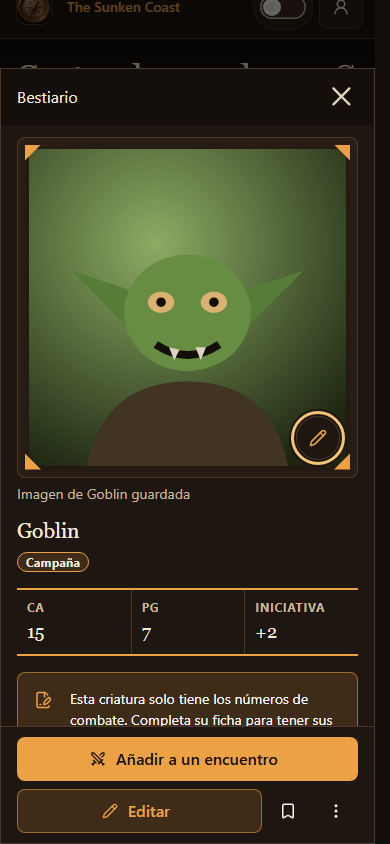 The Sunken Coast
Bestiario
Imagen de Goblin guardada
Goblin
Campaña
CA
PG
INICIATIVA
15
7
+2
Esta criatura solo tiene los números de
combate. Completa su ficha para tener sus
Añadir a un encuentro
Editar